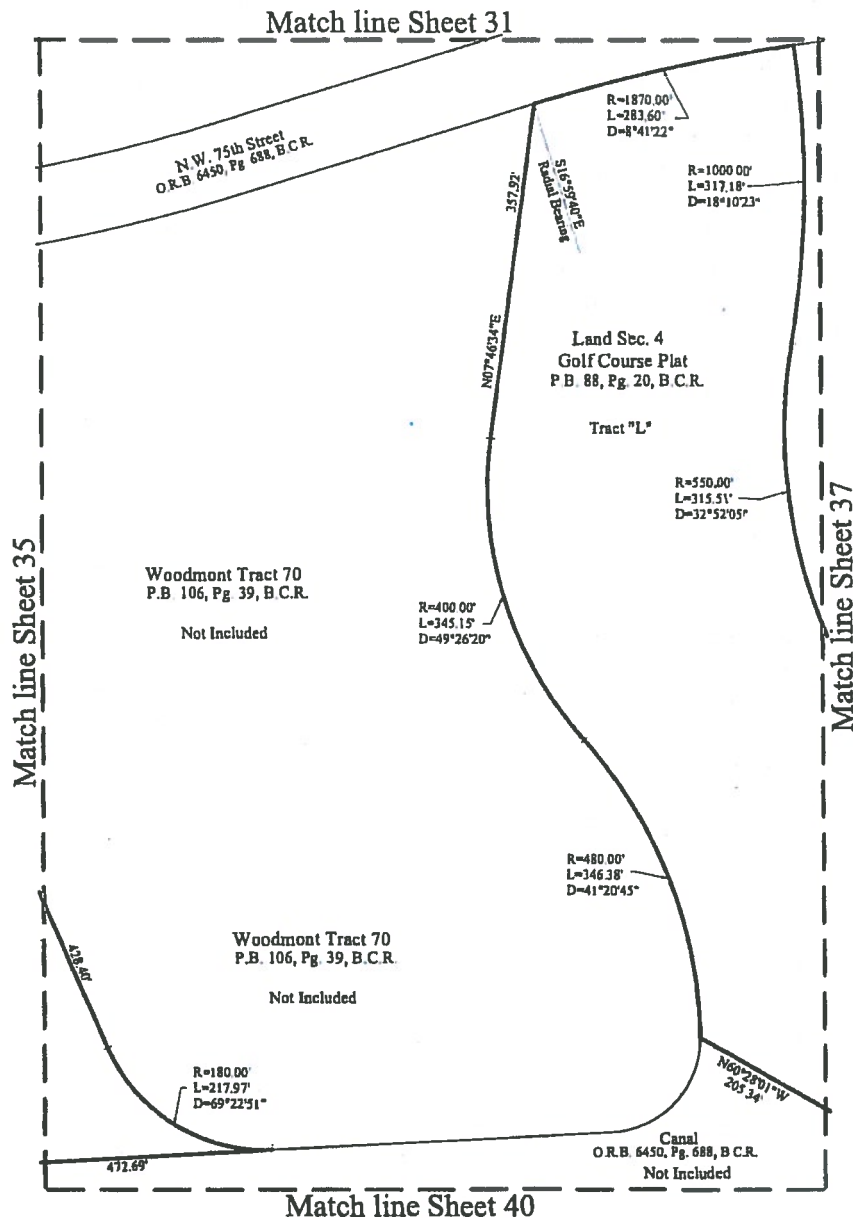 Match line Sheet 31
N.W. 75th Street
O.R.B. 6450, Pg. 688, B.C.R.
R=1870.00'
L=283.60'
D=8°41'22"
S16°59'40"E
Radial Bearing
357.92'
N07°46'34"E
R=1000.00'
L=317.18'
D=18°10'23"
Land Sec. 4
Golf Course Plat
P.B. 88, Pg. 20, B.C.R.
Tract "L"
R=550.00'
L=315.51'
D=32°52'05"
Match line Sheet 35
Match line Sheet 37
Woodmont Tract 70
P.B. 106, Pg. 39, B.C.R.
Not Included
R=400.00'
L=345.15'
D=49°26'20"
R=480.00'
L=346.38'
D=41°20'45"
Woodmont Tract 70
P.B. 106, Pg. 39, B.C.R.
Not Included
428.40'
R=180.00'
L=217.97'
D=69°22'51"
N60°28'01"W
205.34'
472.69'
Canal
O.R.B. 6450, Pg. 688, B.C.R.
Not Included
Match line Sheet 40